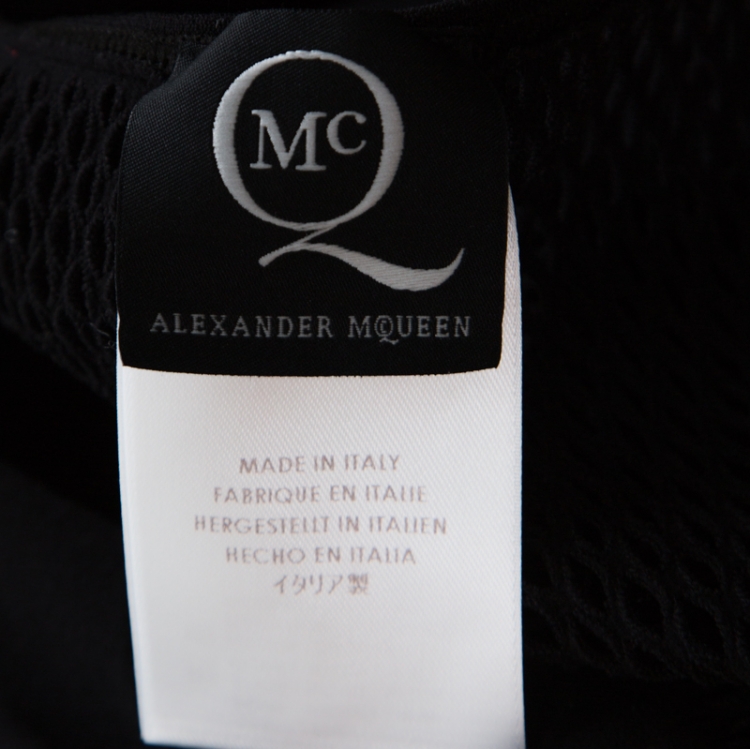 McQ
ALEXANDER McQUEEN
MADE IN ITALY
FABRIQUE EN ITALIE
HERGESTELLT IN ITALIEN
HECHO EN ITALIA
イタリア製